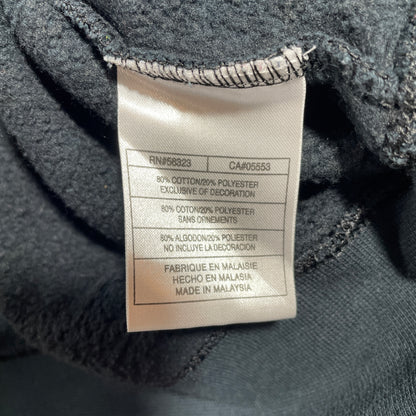 RN#56323 CA#05553
80% COTTON/20% POLYESTER
EXCLUSIVE OF DECORATION
80% COTTON/20% POLYESTER
SANS ORNEMENTS
80% ALGODON/20% POLIESTER
NO INCLUYE LA DECORACION
FABRIQUE EN MALAISIE
HECHO EN MALASIA
MADE IN MALAYSIA